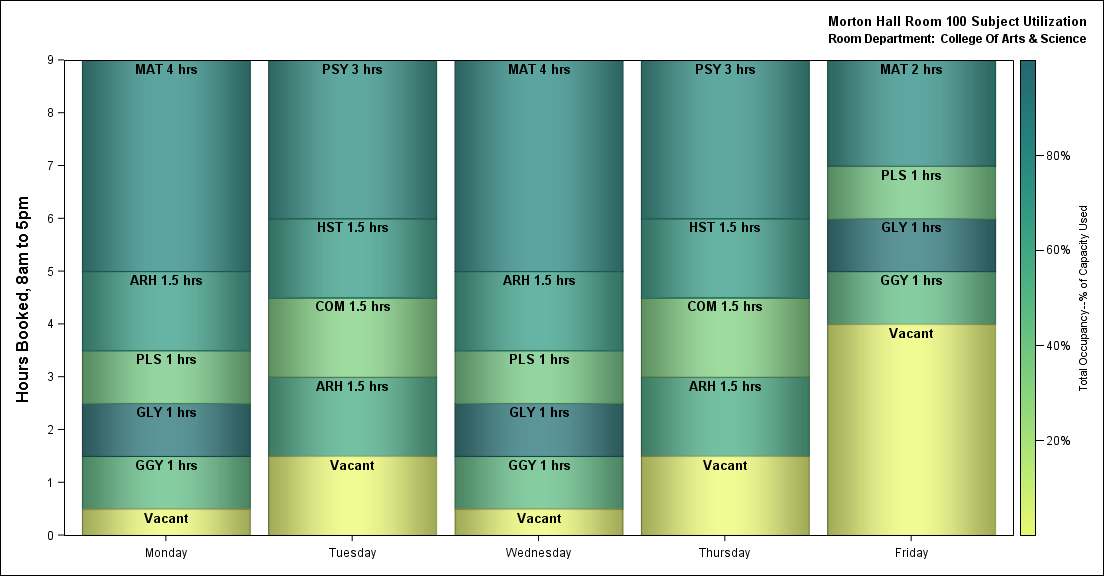 Morton Hall Room 100 Subject Utilization
Room Department: College Of Arts & Science
Hours Booked, 8am to 5pm
9
8
7
6
5
4
3
2
1
0
MAT 4 hrs
ARH 1.5 hrs
PLS 1 hrs
GLY 1 hrs
GGY 1 hrs
Vacant
Monday
PSY 3 hrs
HST 1.5 hrs
COM 1.5 hrs
ARH 1.5 hrs
Vacant
Tuesday
MAT 4 hrs
ARH 1.5 hrs
PLS 1 hrs
GLY 1 hrs
GGY 1 hrs
Vacant
Wednesday
PSY 3 hrs
HST 1.5 hrs
COM 1.5 hrs
ARH 1.5 hrs
Vacant
Thursday
MAT 2 hrs
PLS 1 hrs
GLY 1 hrs
GGY 1 hrs
Vacant
Friday
80%
60%
40%
20%
Total Occupancy--% of Capacity Used